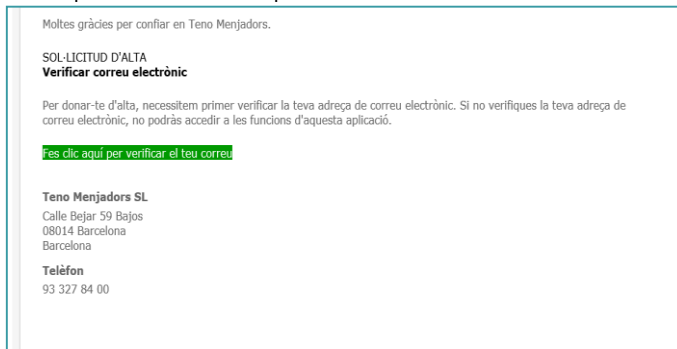 Moltes gràcies per confiar en Teno Menjadors.
SOL·LICITUD D'ALTA
Verificar correu electrònic
Per donar-te d'alta, necessitem primer verificar la teva adreça de correu electrònic. Si no verifiques la teva adreça de
correu electrònic, no podràs accedir a les funcions d'aquesta aplicació.
Fes clic aquí per verificar el teu correu
Teno Menjadors SL
Calle Bejar 59 Bajos
08014 Barcelona
Barcelona
Telèfon
93 327 84 00